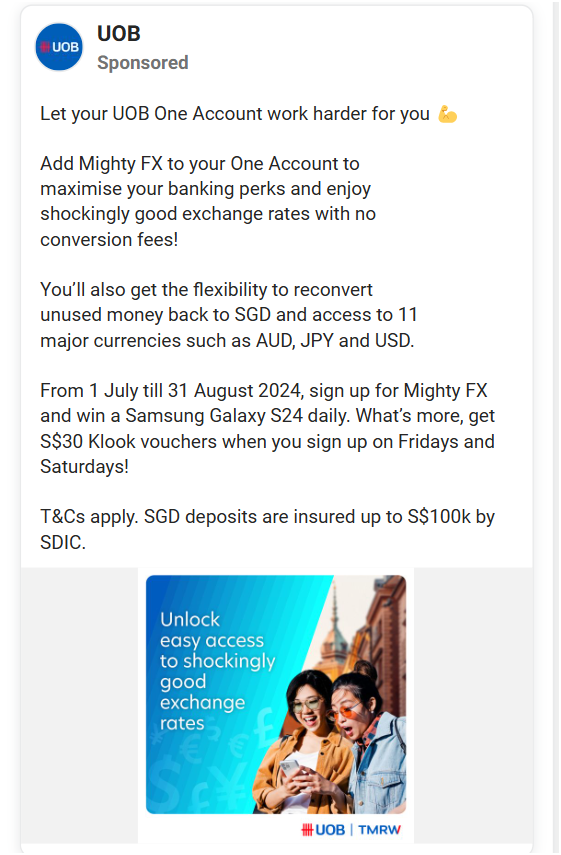 UOB
UOB
Sponsored
Let your UOB One Account work harder for you 💪
Add Mighty FX to your One Account to
maximise your banking perks and enjoy
shockingly good exchange rates with no
conversion fees!
You’ll also get the flexibility to reconvert
unused money back to SGD and access to 11
major currencies such as AUD, JPY and USD.
From 1 July till 31 August 2024, sign up for Mighty FX
and win a Samsung Galaxy S24 daily. What’s more, get
S$30 Klook vouchers when you sign up on Fridays and
Saturdays!
T&Cs apply. SGD deposits are insured up to S$100k by
SDIC.
Unlock
easy access
to shockingly
good
exchange
rates
UOB | TMRW